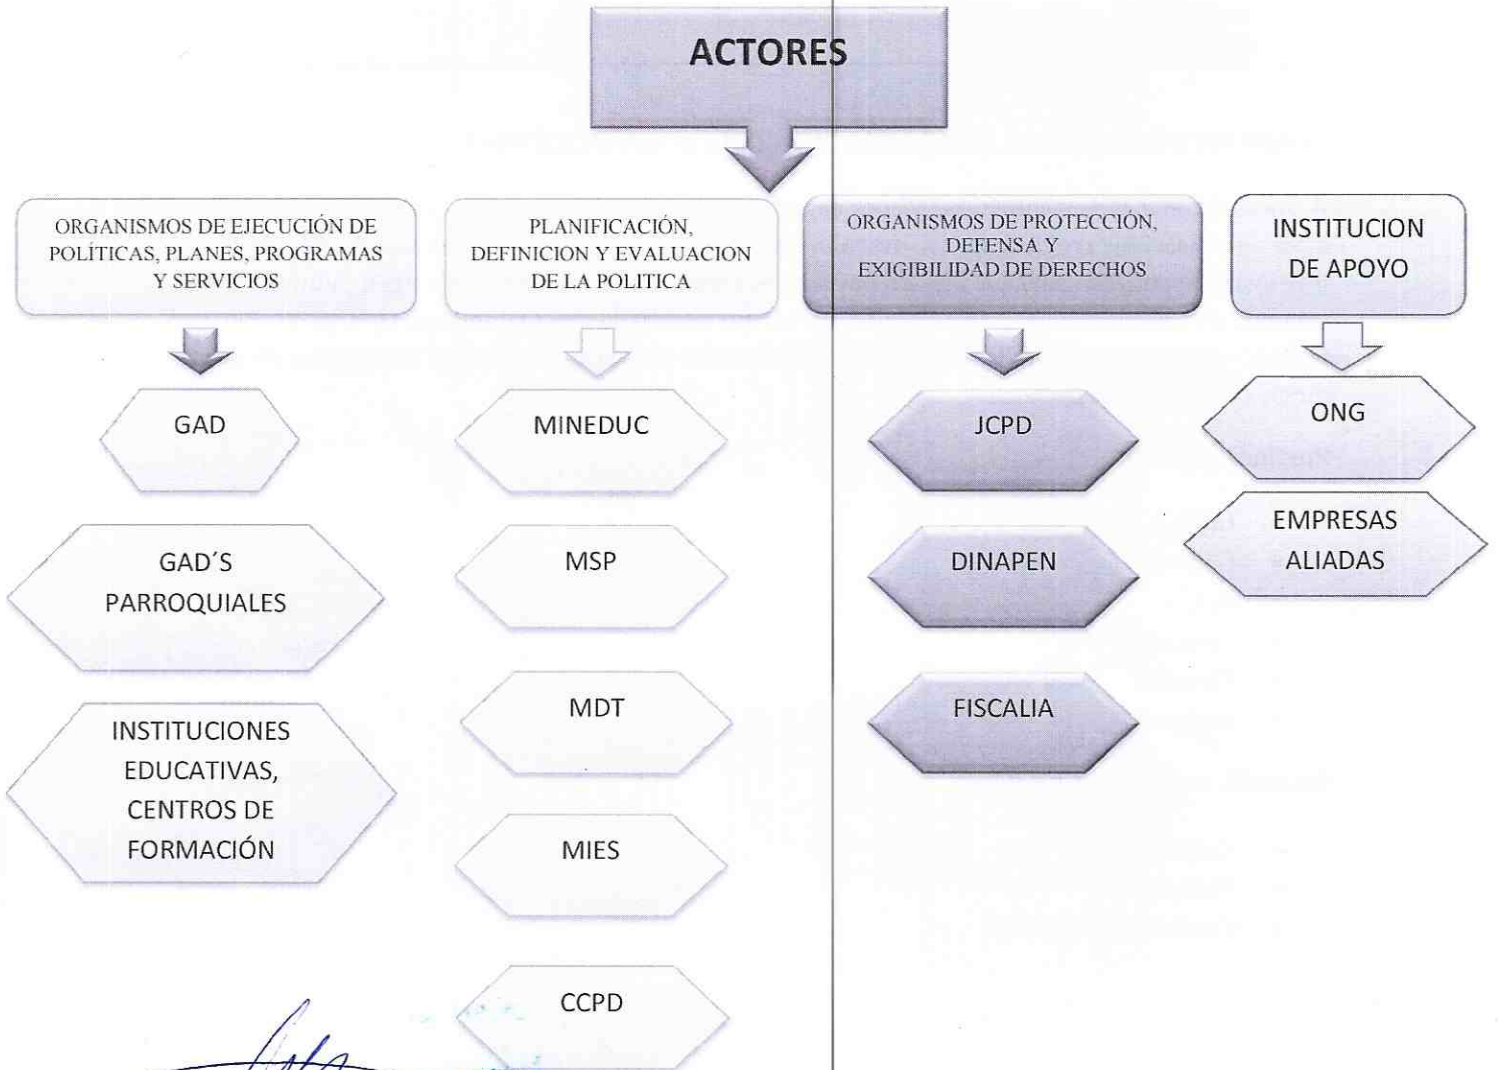 ACTORES
ORGANISMOS DE EJECUCIÓN DE
POLÍTICAS, PLANES, PROGRAMAS
Y SERVICIOS
GAD
GAD´S
PARROQUIALES
INSTITUCIONES
EDUCATIVAS,
CENTROS DE
FORMACIÓN
PLANIFICACIÓN,
DEFINICION Y EVALUACION
DE LA POLITICA
MINEDUC
MSP
MDT
MIES
CCPD
ORGANISMOS DE PROTECCIÓN,
DEFENSA Y
EXIGIBILIDAD DE DERECHOS
JCPD
DINAPEN
FISCALIA
INSTITUCION
DE APOYO
ONG
EMPRESAS
ALIADAS